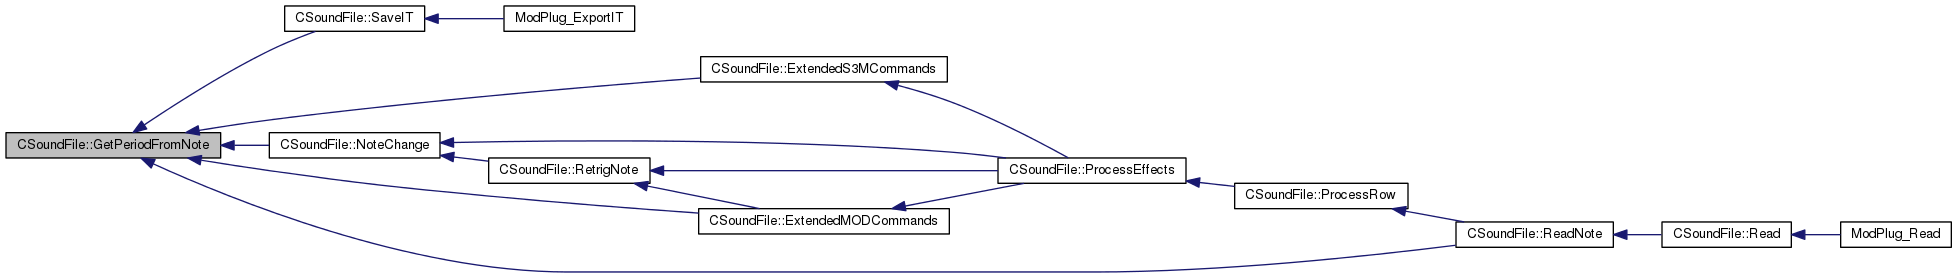 CSoundFile::SaveIT
ModPlug_ExportIT
CSoundFile::ExtendedS3MCommands
CSoundFile::GetPeriodFromNote
CSoundFile::NoteChange
CSoundFile::RetrigNote
CSoundFile::ProcessEffects
CSoundFile::ProcessRow
CSoundFile::ExtendedMODCommands
CSoundFile::ReadNote
CSoundFile::Read
ModPlug_Read